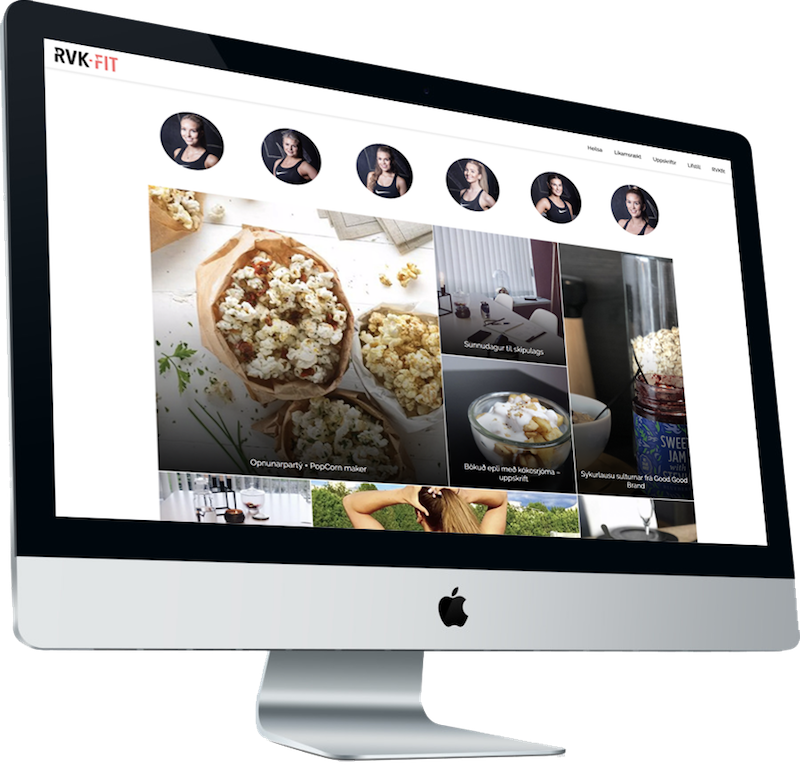 RVK-FIT
Heilsa
Líkamsrækt
Uppskriftir
Lífstíll
RVKfit
Sunnudagur til skipulags
Opnunarpartý + PopCorn maker
Bökuð epli með kókosrjóma –
uppskrift
SWEET
JAM
with
Sykurlausu sulturnar frá Good Good
Brand